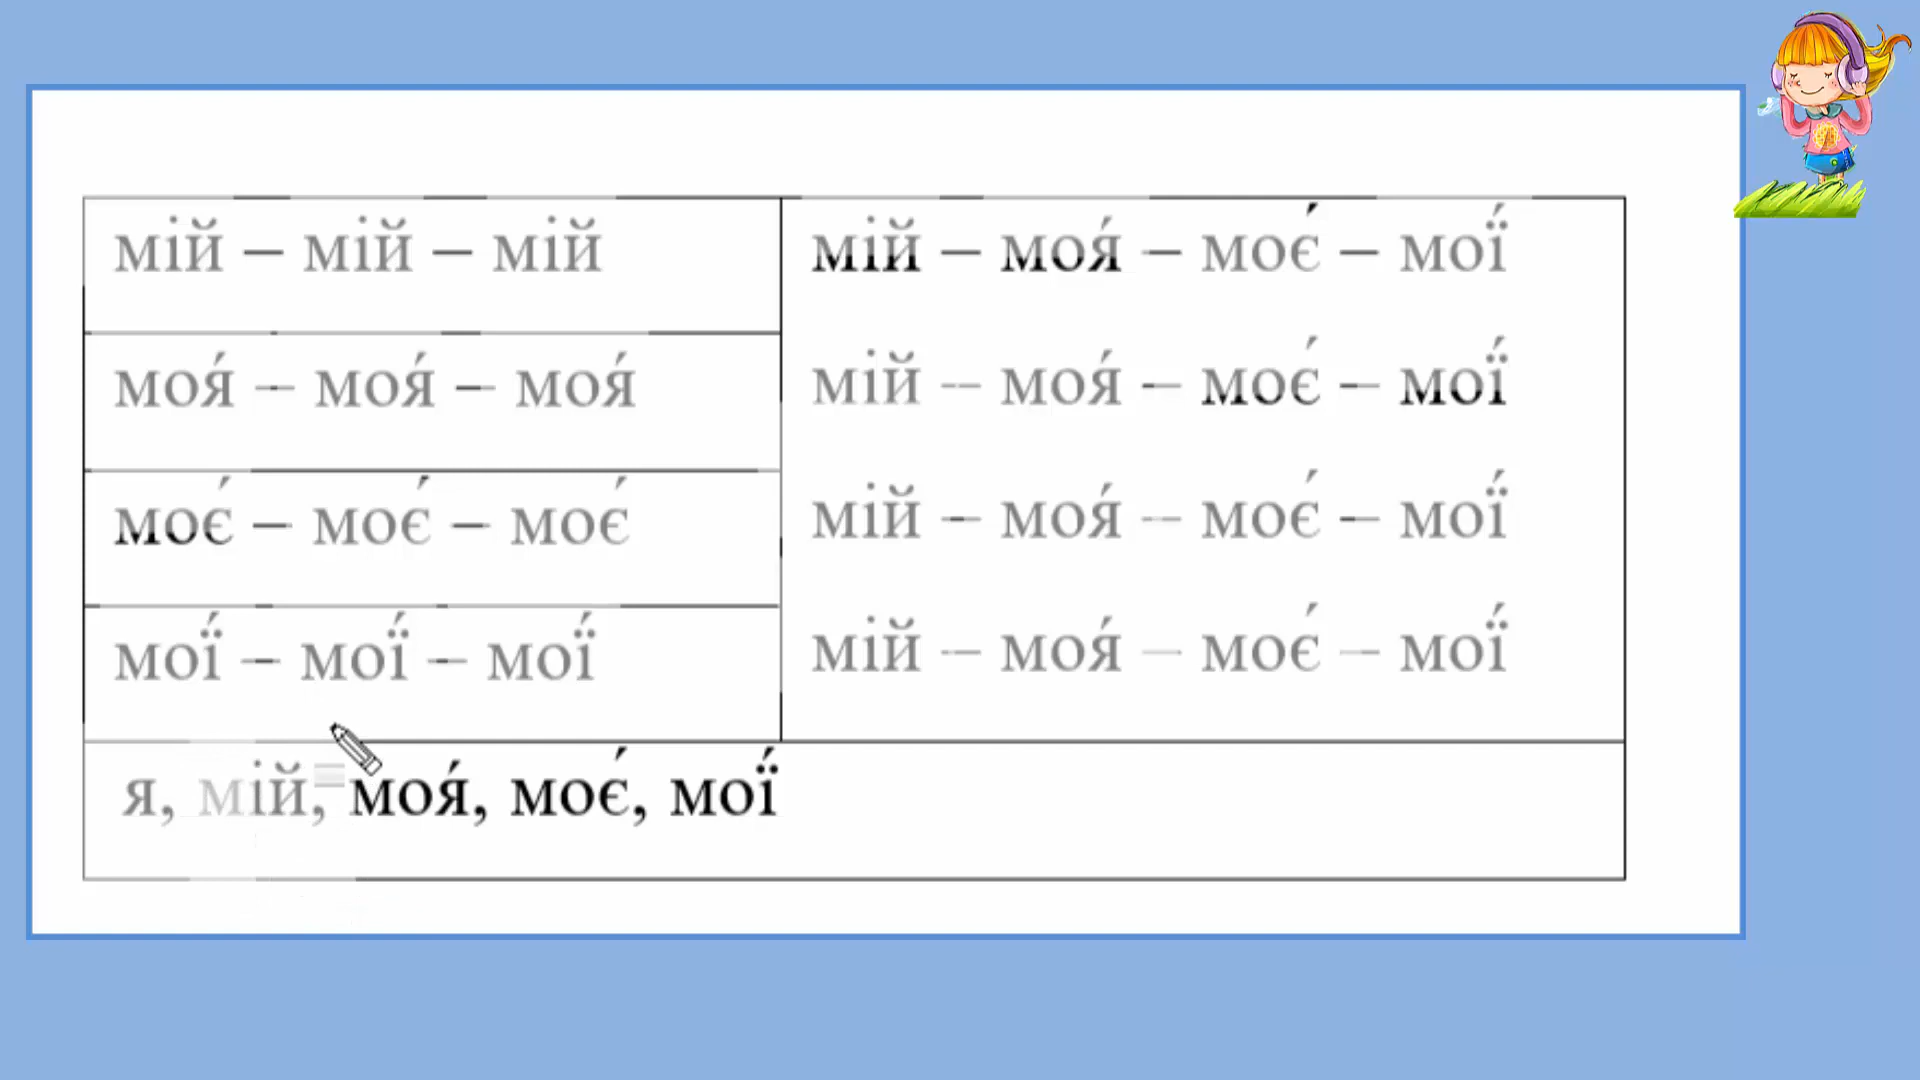 мій – мій – мій
моя́ – моя́ – моя́
моє́ – моє́ – моє́
мої́ – мої́ – мої́
мій – моя́ – моє́ – мої́
мій – моя́ – моє́ – мої́
мій – моя́ – моє́ – мої́
мій – моя́ – моє́ – мої́
я, мій, моя́, моє́, мої́